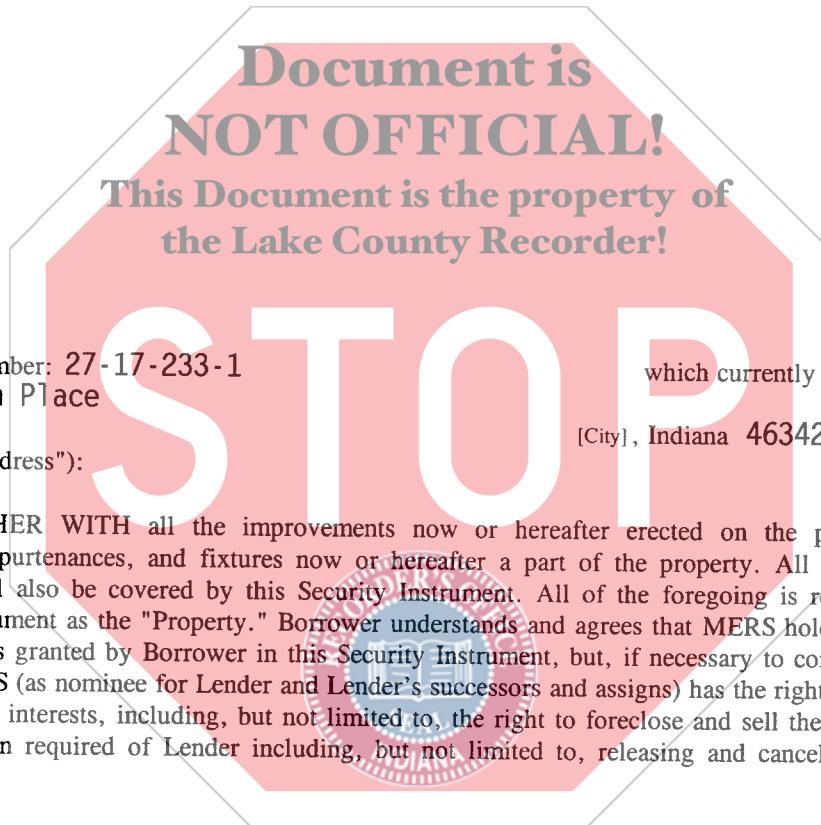 Document is
NOT OFFICIAL!
This Document is the property of
the Lake County Recorder!
STOP
mber: 27-17-233-1 which currently
Place
[City], Indiana 46342
dress"):
HER WITH all the improvements now or hereafter erected on the p
purtenances, and fixtures now or hereafter a part of the property. All
l also be covered by this Security Instrument. All of the foregoing is re
ument as the "Property." Borrower understands and agrees that MERS hol
s granted by Borrower in this Security Instrument, but, if necessary to co
S (as nominee for Lender and Lender's successors and assigns) has the right
interests, including, but not limited to, the right to foreclose and sell the
n required of Lender including, but not limited to, releasing and cancel
RECORDER'S OFFICE
INDIANA